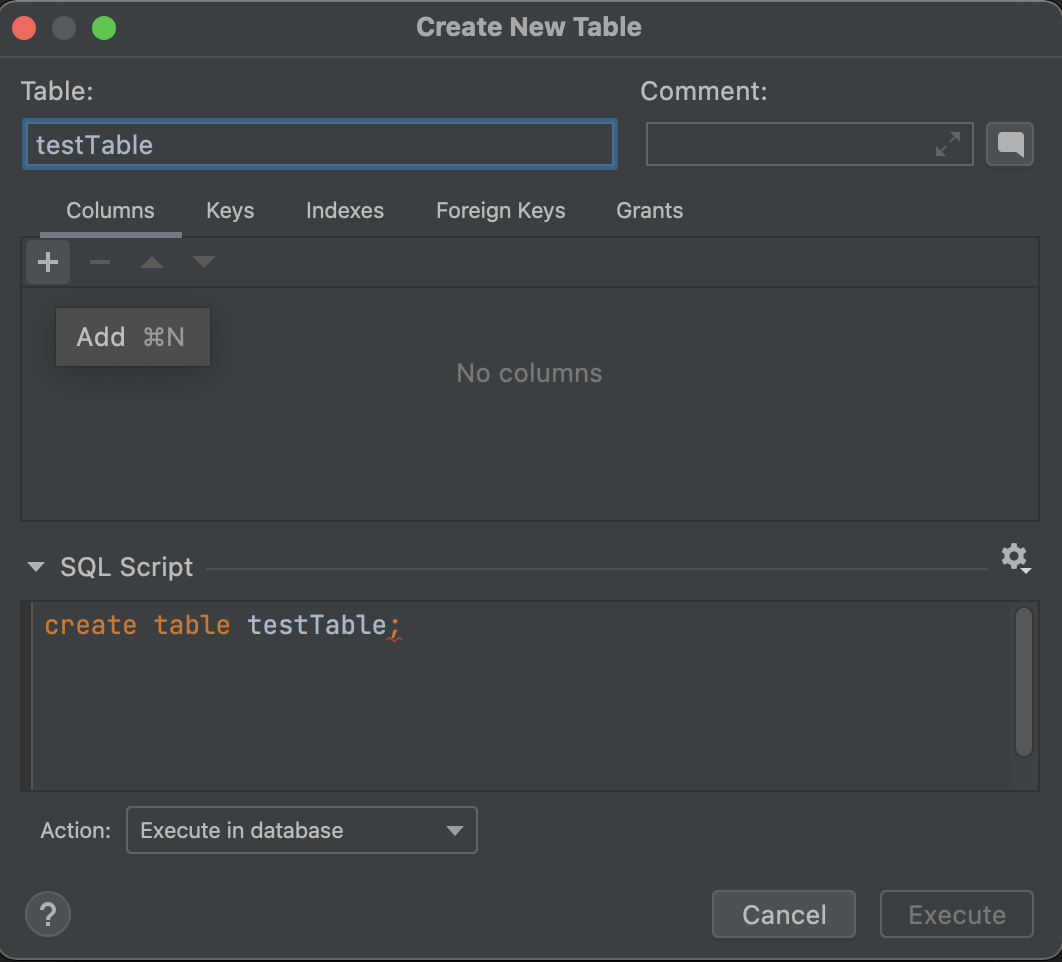 Create New Table
Table: Comment:
testTable
Columns Keys Indexes Foreign Keys Grants
Add ⌘N
No columns
SQL Script
create table testTable;
Action: Execute in database
? Cancel Execute